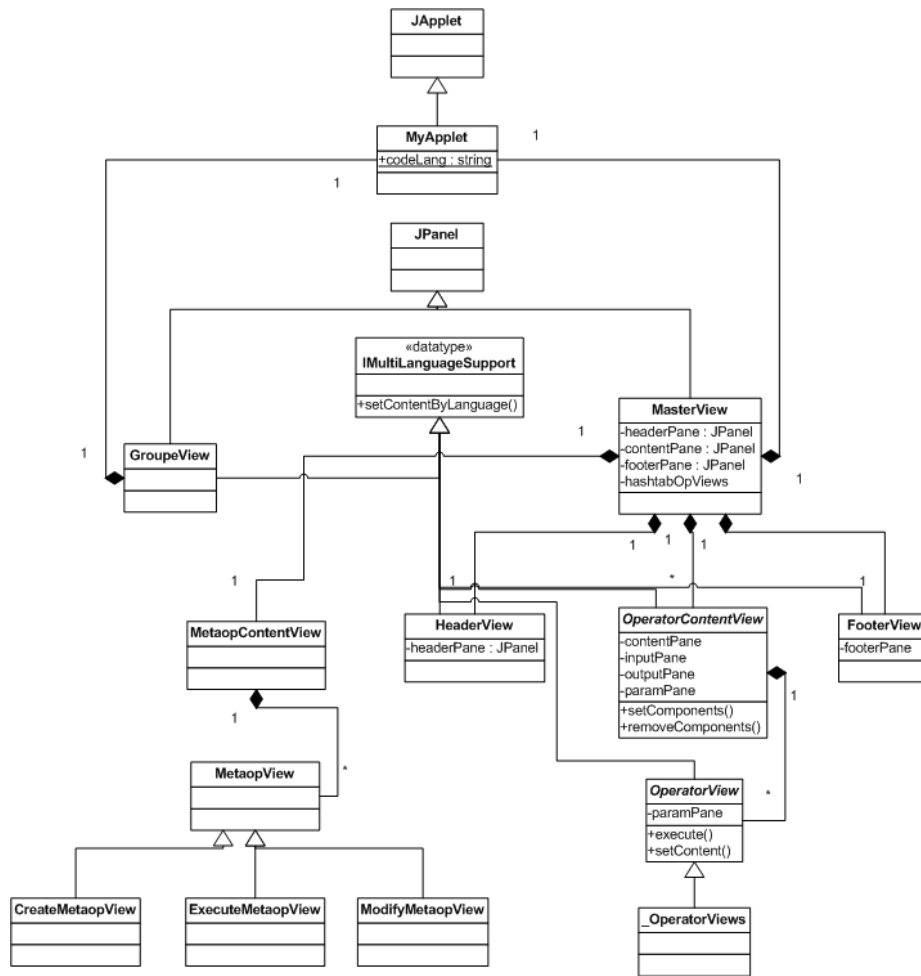 JApplet
MyApplet
+codeLang : string
1
1
JPanel
«datatype»
IMultiLanguageSupport
+setContentByLanguage()
MasterView
-headerPane : JPanel
-contentPane : JPanel
-footerPane : JPanel
-hashtabOpViews
1
1
1
GroupeView
1
1
1
1
1
*
1
MetaopContentView
HeaderView
-headerPane : JPanel
OperatorContentView
-contentPane
-inputPane
-outputPane
-paramPane
+setComponents()
+removeComponents()
FooterView
-footerPane
1
1
MetaopView
*
OperatorView
-paramPane
+execute()
+setContent()
*
CreateMetaopView
ExecuteMetaopView
ModifyMetaopView
_OperatorViews